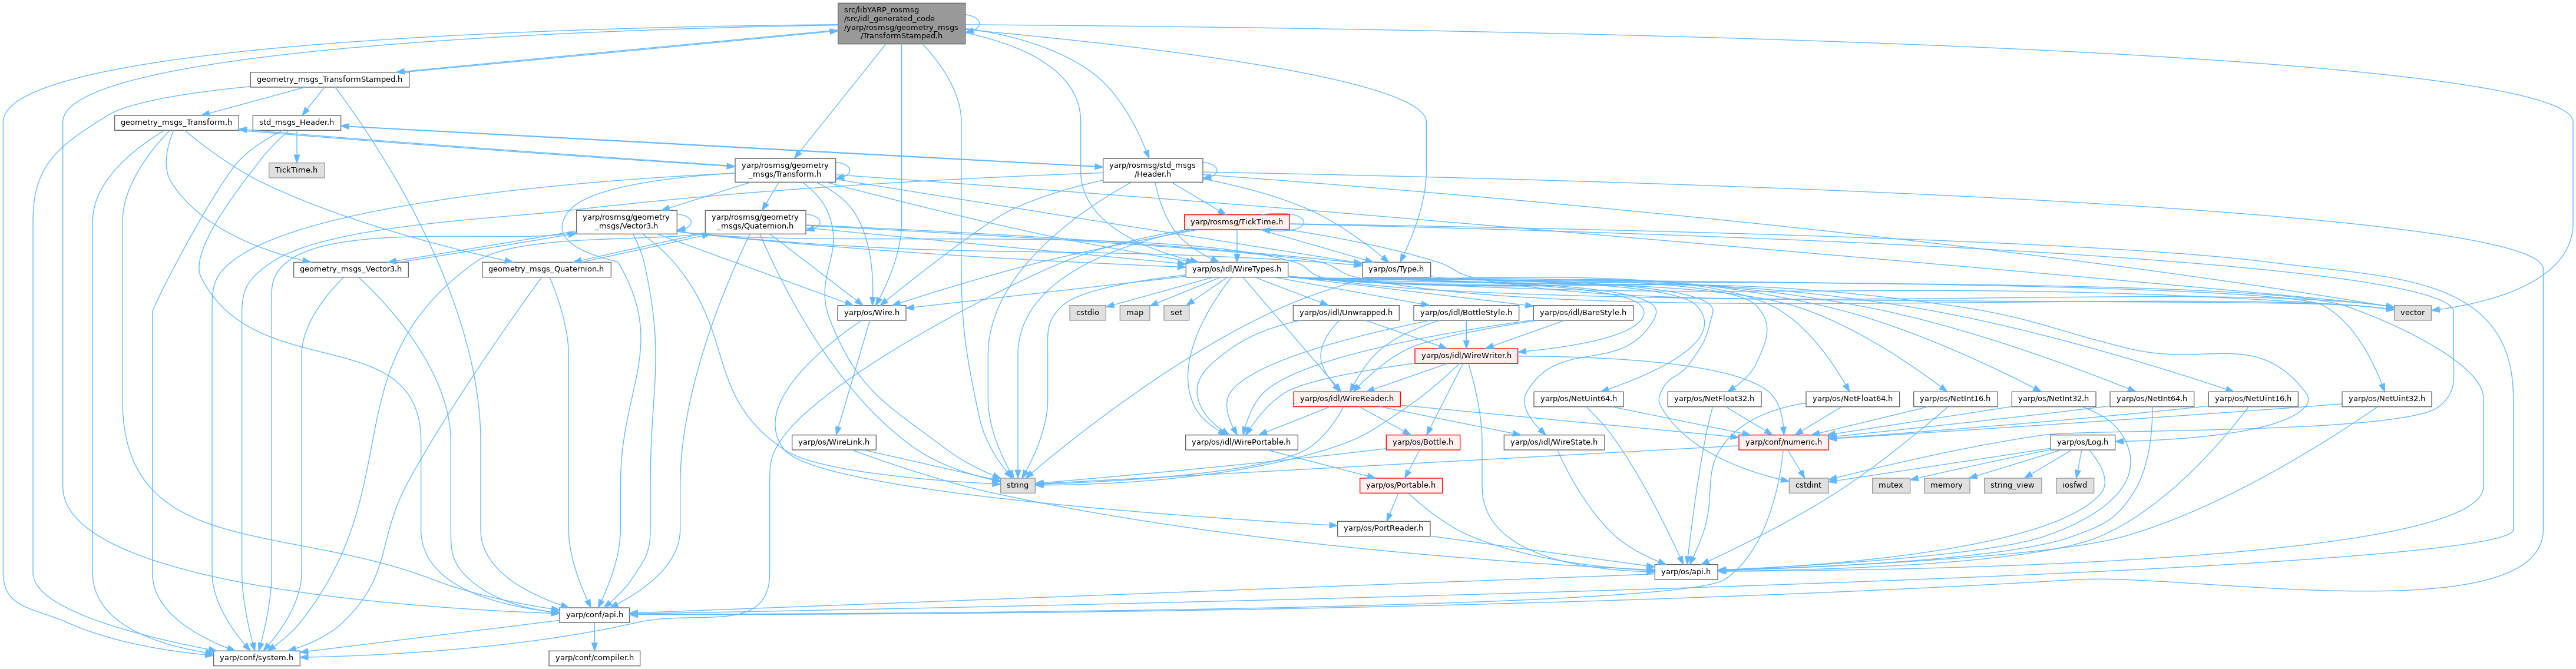 src/libYARP_rosmsg
/src/idl_generated_code
/yarp/rosmsg/geometry_msgs
/TransformStamped.h
geometry_msgs_TransformStamped.h
geometry_msgs_Transform.h
std_msgs_Header.h
TickTime.h
yarp/rosmsg/geometry
_msgs/Transform.h
yarp/rosmsg/std_msgs
/Header.h
yarp/rosmsg/geometry
_msgs/Vector3.h
yarp/rosmsg/geometry
_msgs/Quaternion.h
yarp/rosmsg/TickTime.h
geometry_msgs_Vector3.h
geometry_msgs_Quaternion.h
yarp/os/idl/WireTypes.h
yarp/os/Type.h
yarp/os/Wire.h
cstdio
map
set
yarp/os/idl/Unwrapped.h
yarp/os/idl/BottleStyle.h
yarp/os/idl/BareStyle.h
vector
yarp/os/idl/WireWriter.h
yarp/os/idl/WireReader.h
yarp/os/NetUint64.h
yarp/os/NetFloat32.h
yarp/os/NetFloat64.h
yarp/os/NetInt16.h
yarp/os/NetInt32.h
yarp/os/NetInt64.h
yarp/os/NetUint16.h
yarp/os/NetUint32.h
yarp/os/WireLink.h
yarp/os/idl/WirePortable.h
yarp/os/Bottle.h
yarp/os/idl/WireState.h
yarp/conf/numeric.h
yarp/os/Log.h
string
yarp/os/Portable.h
cstdint
mutex
memory
string_view
iosfwd
yarp/os/PortReader.h
yarp/os/api.h
yarp/conf/api.h
yarp/conf/system.h
yarp/conf/compiler.h